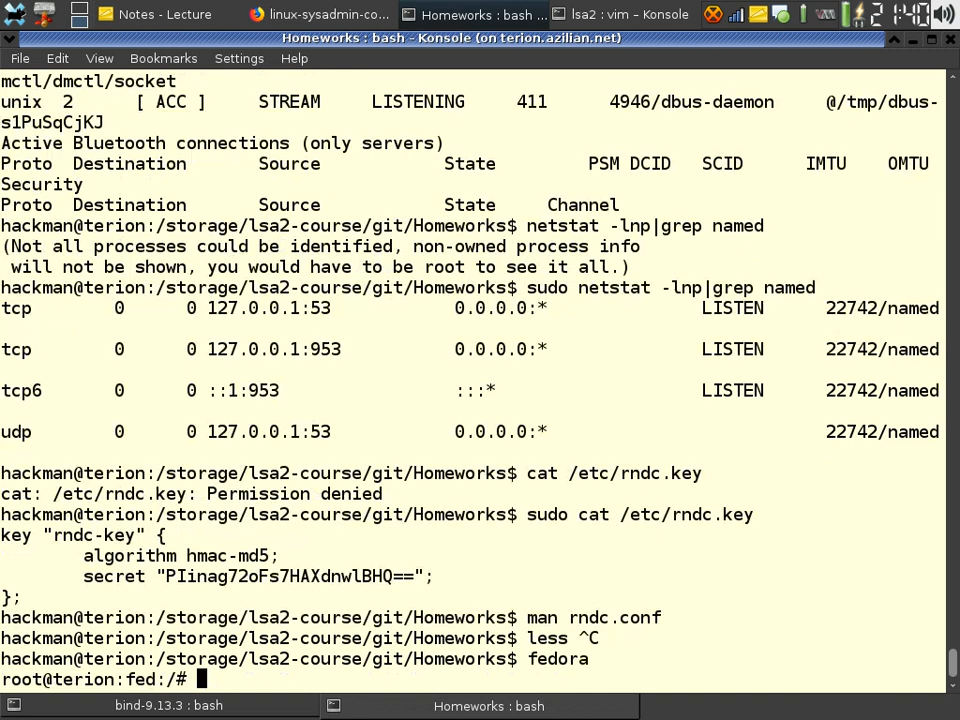 Notes - Lecture
linux-sysadmin-co...
Homeworks : bash ...
lsa2 : vim – Konsole
2
1:40
Homeworks : bash – Konsole (on terion.azilian.net)
File Edit View Bookmarks Settings Help
mctl/dmctl/socket
unix  2      [ ACC ]     STREAM     LISTENING     411      4946/dbus-daemon     @/tmp/dbus-
s1PuSqCjKJ
Active Bluetooth connections (only servers)
Proto  Destination       Source            State         PSM DCID   SCID      IMTU    OMTU
Security
Proto  Destination       Source            State     Channel
hackman@terion:/storage/lsa2-course/git/Homeworks$ netstat -lnp|grep named
(Not all processes could be identified, non-owned process info
 will not be shown, you would have to be root to see it all.)
hackman@terion:/storage/lsa2-course/git/Homeworks$ sudo netstat -lnp|grep named
tcp        0      0 127.0.0.1:53            0.0.0.0:*               LISTEN      22742/named
tcp        0      0 127.0.0.1:953           0.0.0.0:*               LISTEN      22742/named
tcp6       0      0 ::1:953                 :::*                    LISTEN      22742/named
udp        0      0 127.0.0.1:53            0.0.0.0:*                           22742/named
hackman@terion:/storage/lsa2-course/git/Homeworks$ cat /etc/rndc.key
cat: /etc/rndc.key: Permission denied
hackman@terion:/storage/lsa2-course/git/Homeworks$ sudo cat /etc/rndc.key
key "rndc-key" {
        algorithm hmac-md5;
        secret "PIinag72oFs7HAXdnwlBHQ==";
};
hackman@terion:/storage/lsa2-course/git/Homeworks$ man rndc.conf
hackman@terion:/storage/lsa2-course/git/Homeworks$ less ^C
hackman@terion:/storage/lsa2-course/git/Homeworks$ fedora
root@terion:fed:/#
bind-9.13.3 : bash
Homeworks : bash